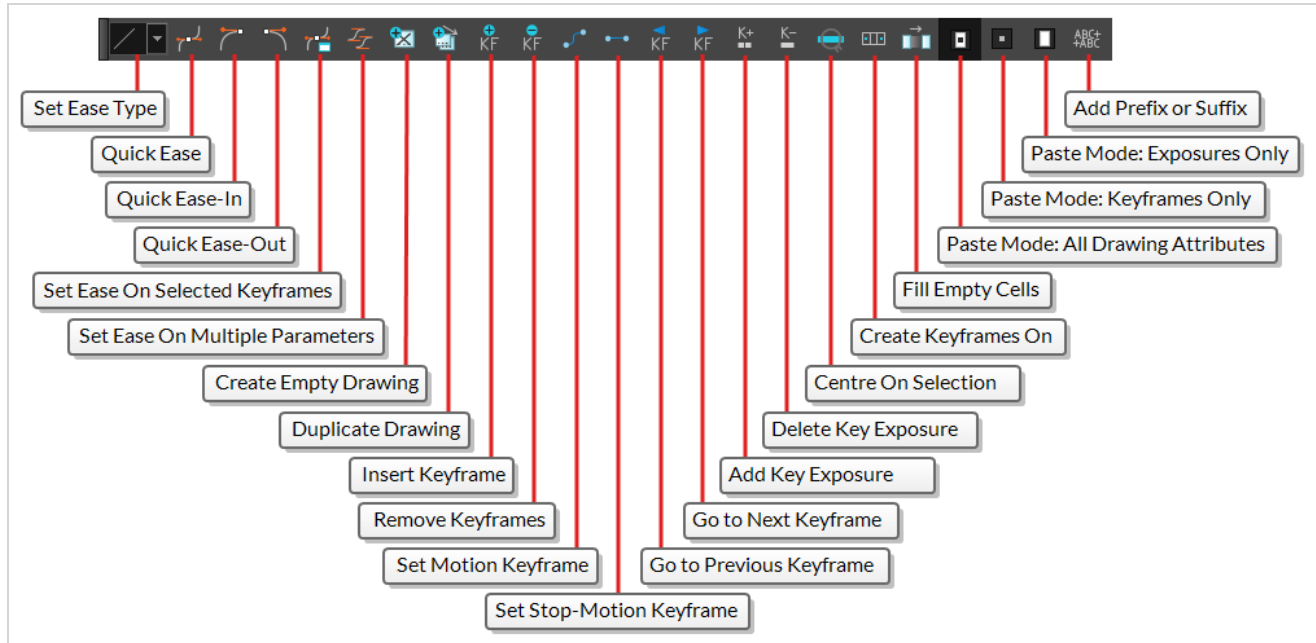 KF
KF
KF
KF
K+
K-
ABC+
+ABC
Set Ease Type
Add Prefix or Suffix
Quick Ease
Paste Mode: Exposures Only
Quick Ease-In
Paste Mode: Keyframes Only
Quick Ease-Out
Paste Mode: All Drawing Attributes
Set Ease On Selected Keyframes
Fill Empty Cells
Set Ease On Multiple Parameters
Create Keyframes On
Create Empty Drawing
Centre On Selection
Duplicate Drawing
Delete Key Exposure
Insert Keyframe
Add Key Exposure
Remove Keyframes
Go to Next Keyframe
Set Motion Keyframe
Go to Previous Keyframe
Set Stop-Motion Keyframe